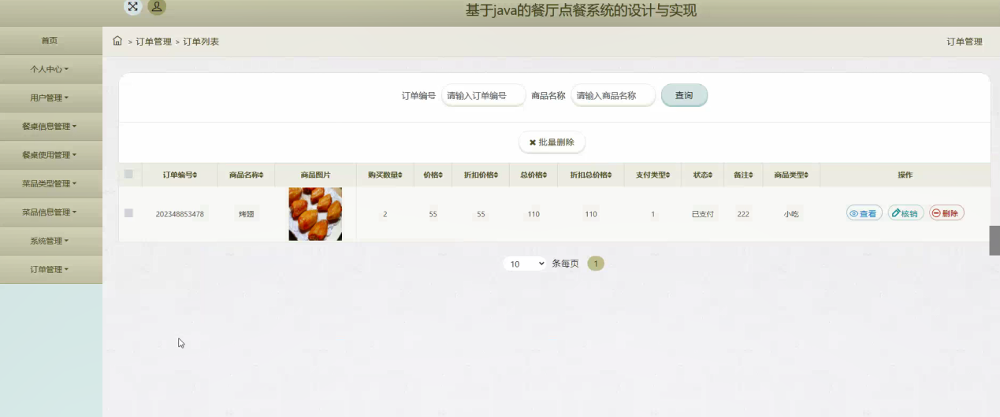 基于java的餐厅点餐系统的设计与实现
首页
个人中心
用户管理
餐桌信息管理
餐桌使用管理
菜品类型管理
菜品信息管理
系统管理
订单管理
> 订单管理 > 订单列表
订单管理
订单编号 请输入订单编号 商品名称 请输入商品名称 查询
批量删除
订单编号 商品名称 商品图片 购买数量 价格 折扣价格 总价格 折扣总价格 支付类型 状态 备注 商品类型 操作
202348853478 烤翅 2 55 55 110 110 1 已支付 222 小吃 查看 核销 删除
10 条每页 1